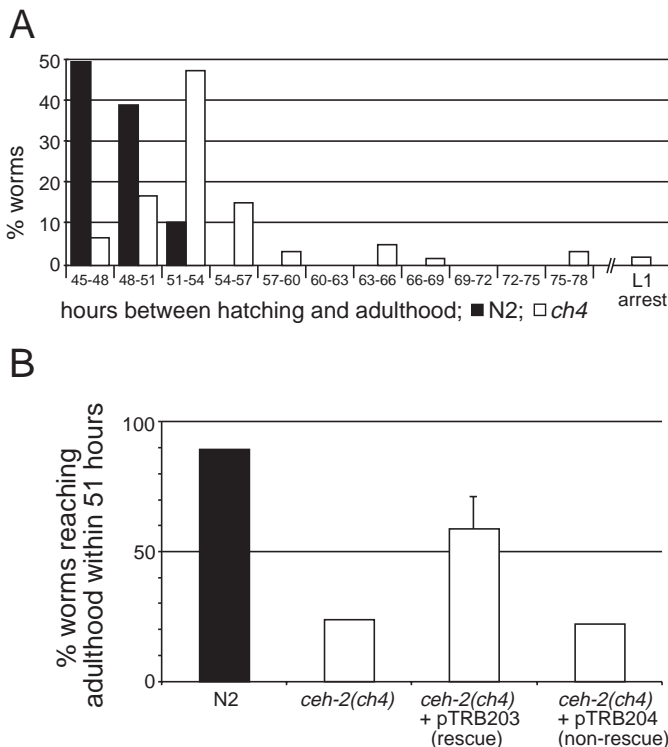 A
50
40
30
20
10
0
% worms
45-48 48-51 51-54 54-57 57-60 60-63 63-66 66-69 69-72 72-75 75-78 L1
arrest
hours between hatching and adulthood; N2; ch4
B
% worms reaching
adulthood within 51 hours
100
50
0
N2 ceh-2(ch4) ceh-2(ch4) ceh-2(ch4)
+ pTRB203 + pTRB204
(rescue) (non-rescue)